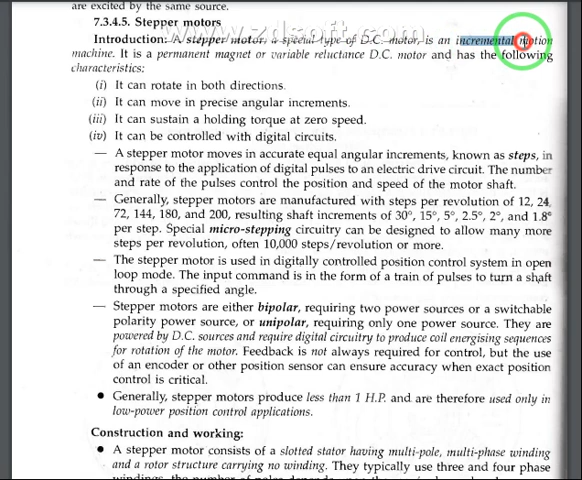 are excited by the same source.
7.3.4.5. Stepper motors
www.zdsoft.com
Introduction: A stepper motor, a special type of D.C. motor, is an incremental motion
machine. It is a permanent magnet or variable reluctance D.C. motor and has the following
characteristics:
(i) It can rotate in both directions.
(ii) It can move in precise angular increments.
(iii) It can sustain a holding torque at zero speed.
(iv) It can be controlled with digital circuits.
— A stepper motor moves in accurate equal angular increments, known as steps, in
response to the application of digital pulses to an electric drive circuit. The number
and rate of the pulses control the position and speed of the motor shaft.
— Generally, stepper motors are manufactured with steps per revolution of 12, 24,
72, 144, 180, and 200, resulting shaft increments of 30°, 15°, 5°, 2.5°, 2°, and 1.8°
per step. Special micro-stepping circuitry can be designed to allow many more
steps per revolution, often 10,000 steps/revolution or more.
— The stepper motor is used in digitally controlled position control system in open
loop mode. The input command is in the form of a train of pulses to turn a shaft
through a specified angle.
— Stepper motors are either bipolar, requiring two power sources or a switchable
polarity power source, or unipolar, requiring only one power source. They are
powered by D.C. sources and require digital circuitry to produce coil energising sequences
for rotation of the motor. Feedback is not always required for control, but the use
of an encoder or other position sensor can ensure accuracy when exact position
control is critical.
● Generally, stepper motors produce less than 1 H.P. and are therefore used only in
low-power position control applications.
Construction and working:
● A stepper motor consists of a slotted stator having multi-pole, multi-phase winding
and a rotor structure carrying no winding. They typically use three and four phase
windings, the number of poles depends